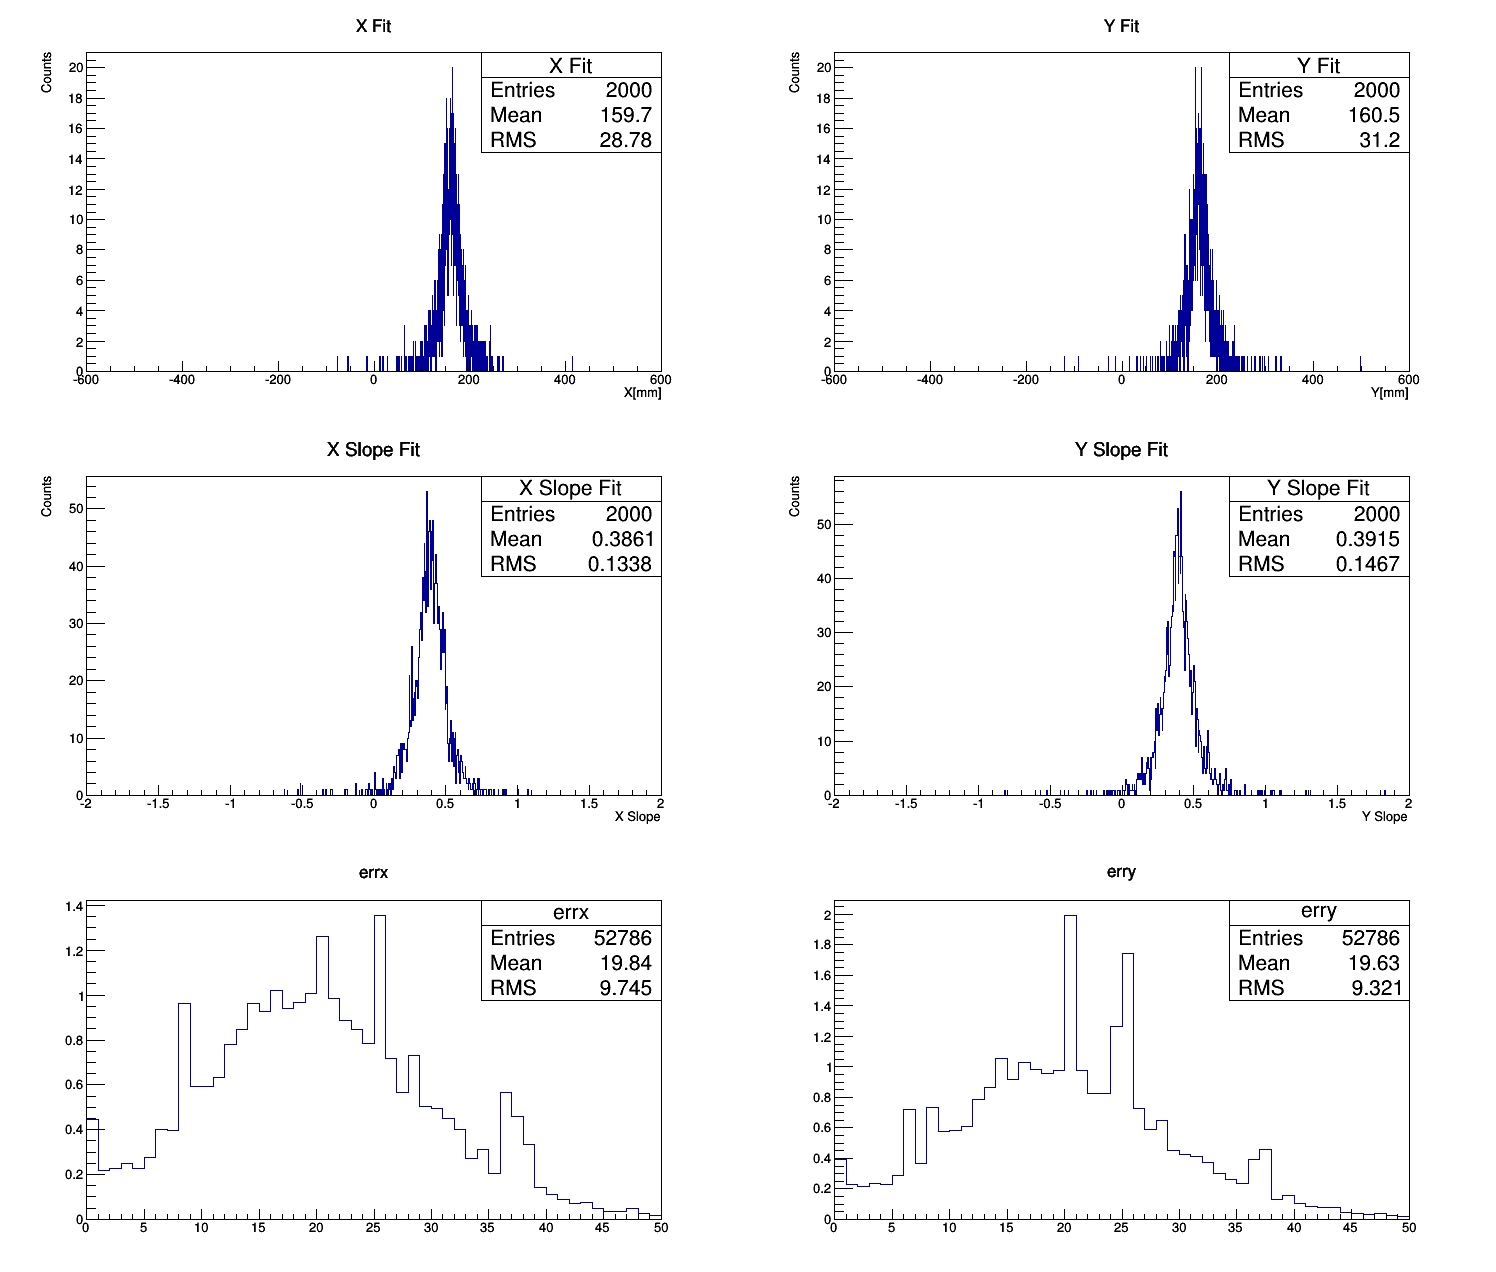 X Fit
Counts
X Fit
Entries 2000
Mean 159.7
RMS 28.78
20
18
16
14
12
10
8
6
4
2
0
-600 -400 -200 0 200 400 600
X[mm]
Y Fit
Counts
Y Fit
Entries 2000
Mean 160.5
RMS 31.2
20
18
16
14
12
10
8
6
4
2
0
-600 -400 -200 0 200 400 600
Y[mm]
X Slope Fit
Counts
X Slope Fit
Entries 2000
Mean 0.3861
RMS 0.1338
50
40
30
20
10
0
-2 -1.5 -1 -0.5 0 0.5 1 1.5 2
X Slope
Y Slope Fit
Counts
Y Slope Fit
Entries 2000
Mean 0.3915
RMS 0.1467
50
40
30
20
10
0
-2 -1.5 -1 -0.5 0 0.5 1 1.5 2
Y Slope
errx
errx
Entries 52786
Mean 19.84
RMS 9.745
1.4
1.2
1
0.8
0.6
0.4
0.2
0
0 5 10 15 20 25 30 35 40 45 50
erry
erry
Entries 52786
Mean 19.63
RMS 9.321
2
1.8
1.6
1.4
1.2
1
0.8
0.6
0.4
0.2
0
0 5 10 15 20 25 30 35 40 45 50